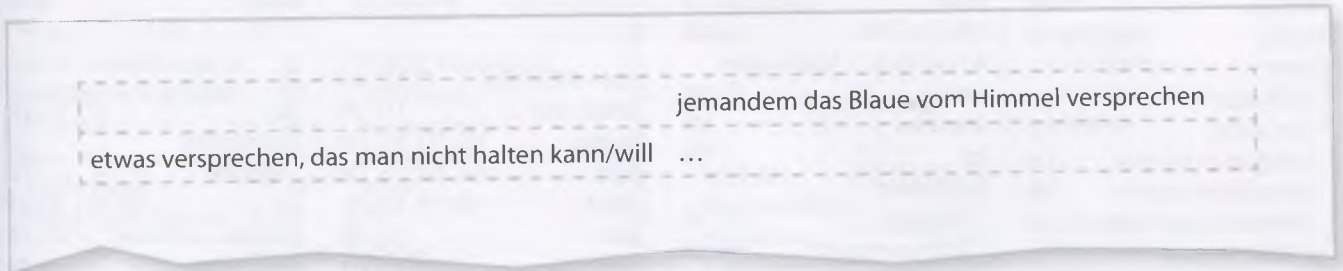 jemandem das Blaue vom Himmel versprechen
etwas versprechen, das man nicht halten kann/will ...